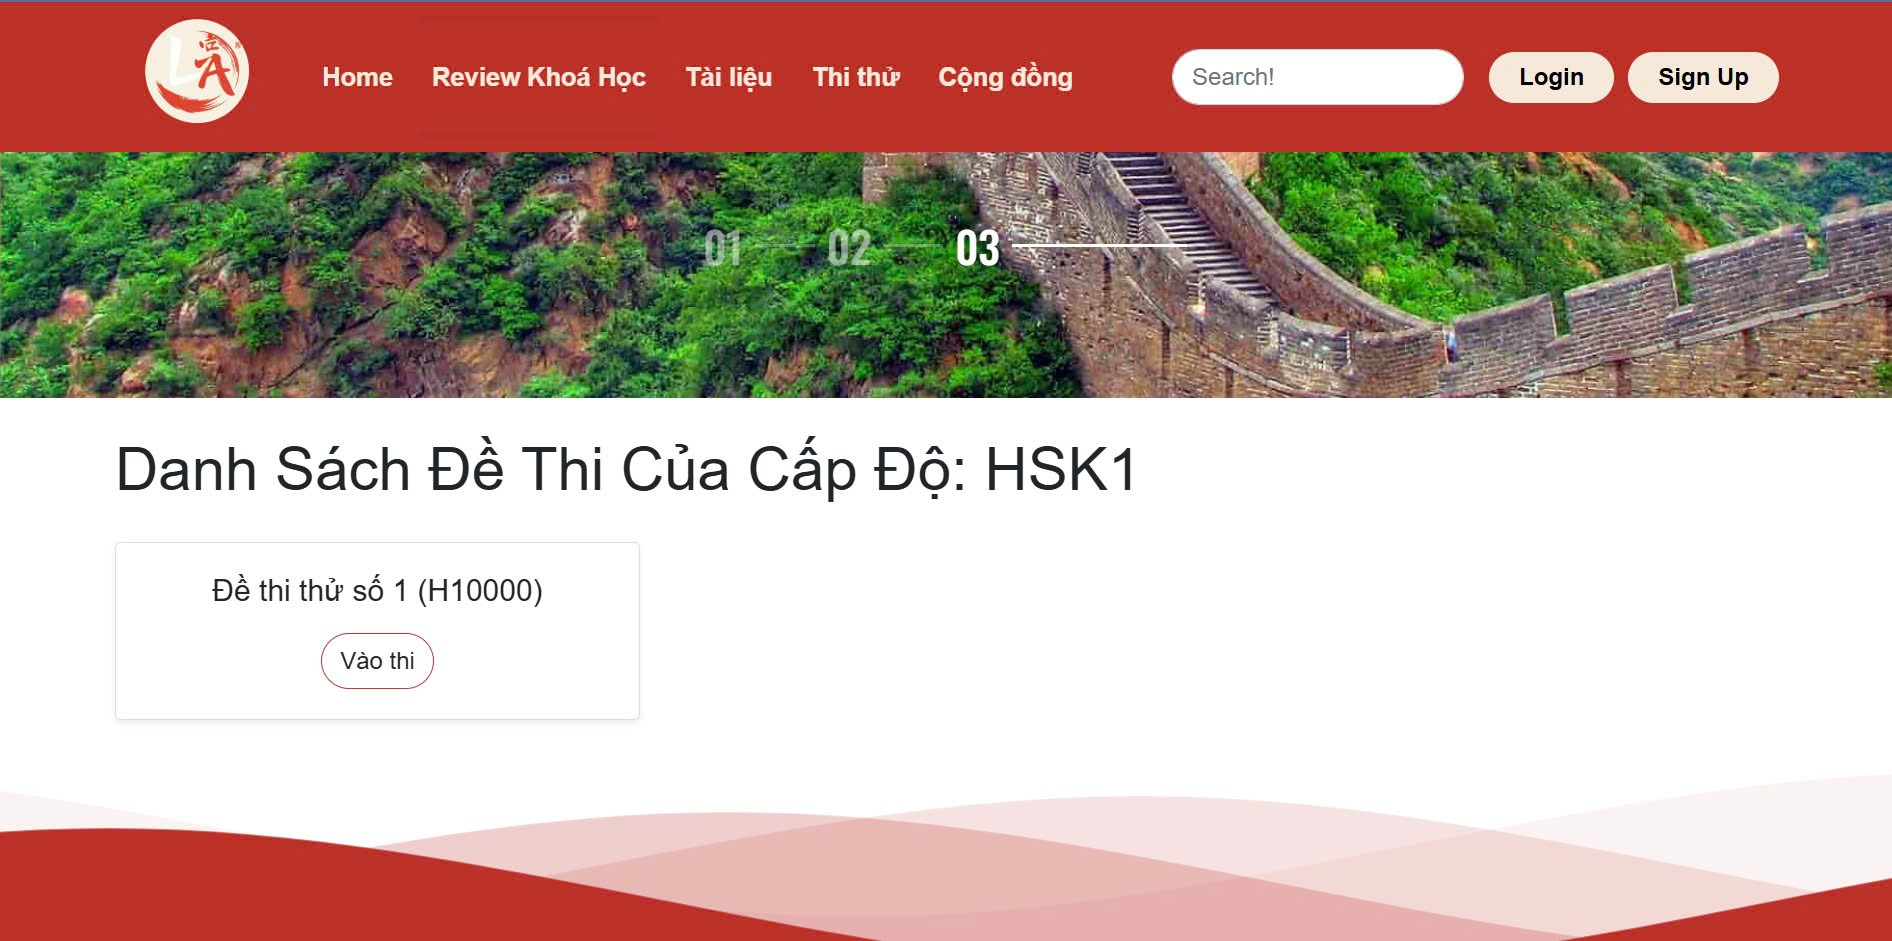 LA
Home
Review Khoá Học
Tài liệu
Thi thử
Cộng đồng
Search!
Login
Sign Up
01
02
03
Danh Sách Đề Thi Của Cấp Độ: HSK1
Đề thi thử số 1 (H10000)
Vào thi